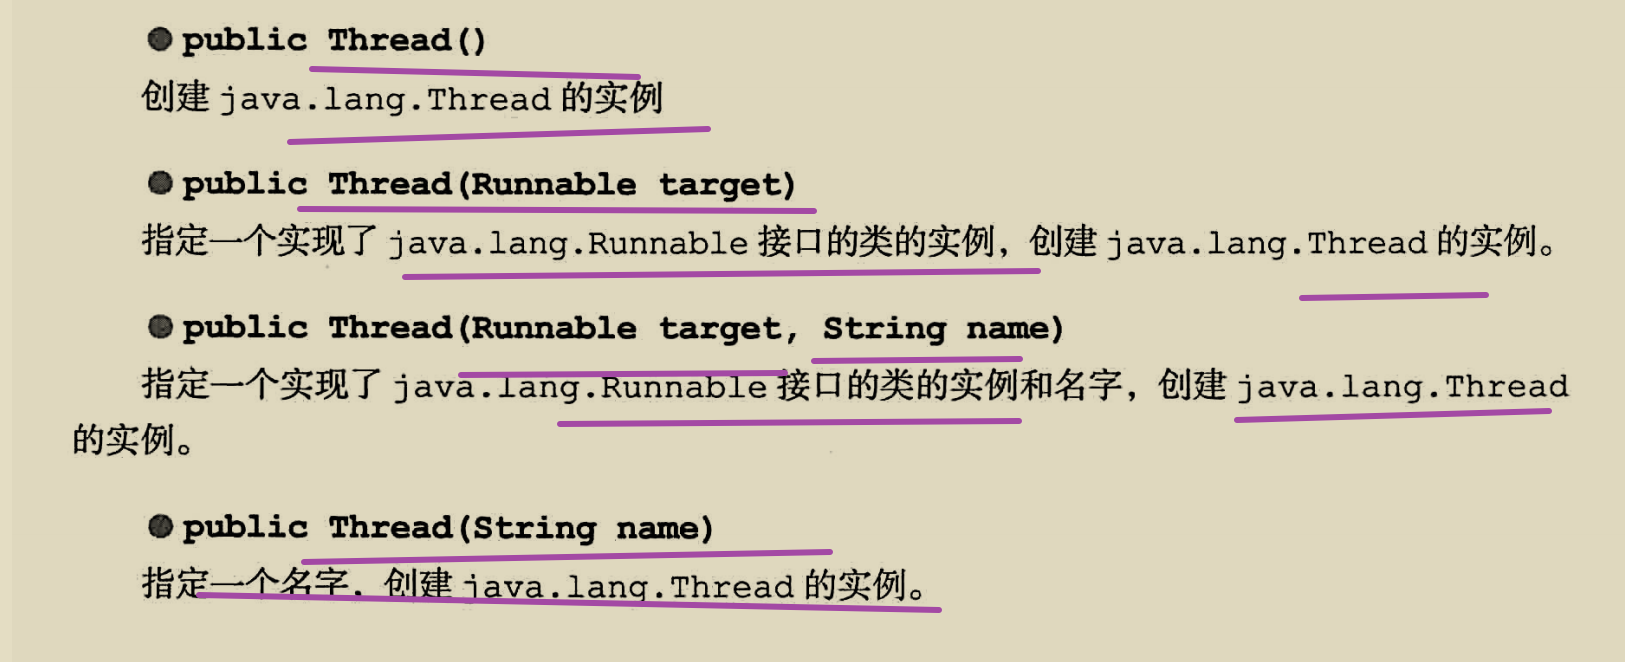 ● public Thread()
创建 java.lang.Thread 的实例
● public Thread(Runnable target)
指定一个实现了 java.lang.Runnable 接口的类的实例，创建 java.lang.Thread 的实例。
● public Thread(Runnable target, String name)
指定一个实现了 java.lang.Runnable 接口的类的实例和名字，创建 java.lang.Thread
的实例。
● public Thread(String name)
指定一个名字，创建 java.lang.Thread 的实例。